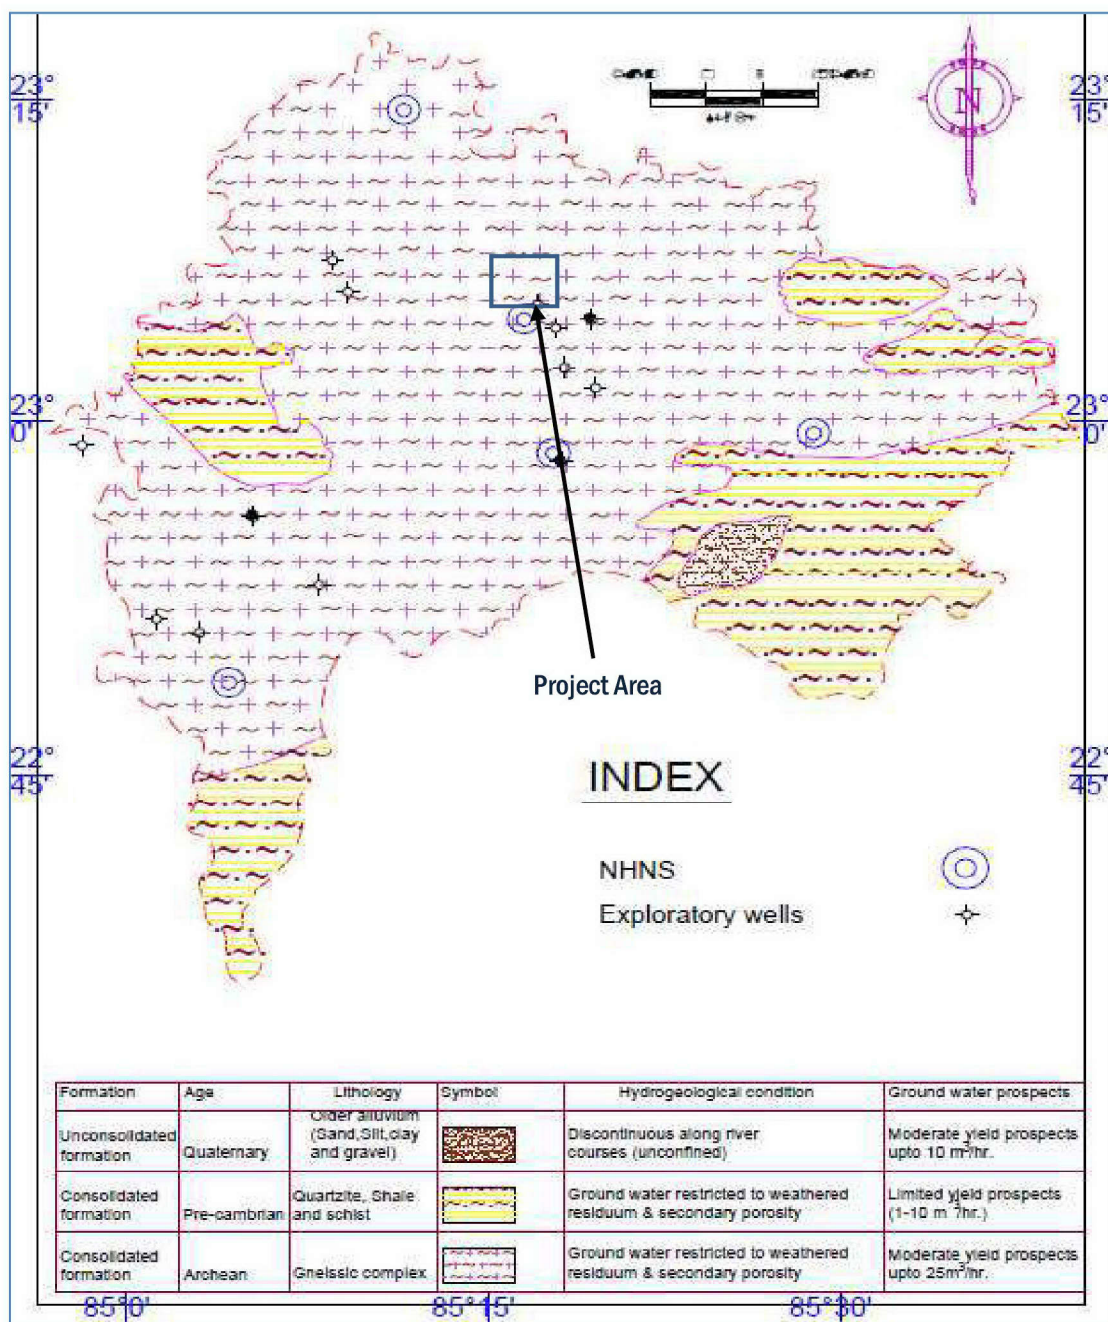 23°
15'
N
23°
15'
23°
0'
23°
0'
Project Area
22°
45'
22°
45'
INDEX
NHNS
Exploratory wells
Formation Age Lithology Symbol Hydrogeological condition Ground water prospects
Unconsolidated formation Quaternary Older alluvium (Sand,Silt,clay and gravel) Discontinuous along river courses (unconfined) Moderate yield prospects upto 10 m³/hr.
Consolidated formation Pre-cambrian Quartzite, Shale and schist Ground water restricted to weathered residuum & secondary porosity Limited yield prospects (1-10 m³/hr.)
Consolidated formation Archean Gneissic complex Ground water restricted to weathered residuum & secondary porosity Moderate yield prospects upto 25m³/hr.
85°0' 85°15' 85°30'